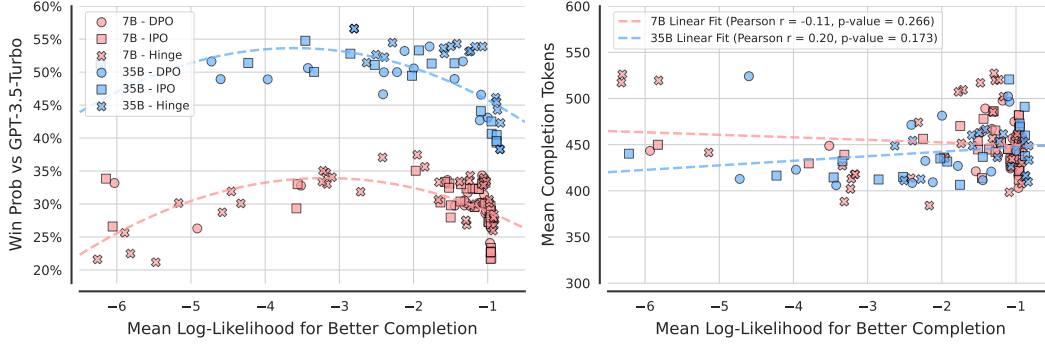 60%
55%
50%
45%
40%
35%
30%
25%
20%
Win Prob vs GPT-3.5-Turbo
7B - DPO
7B - IPO
7B - Hinge
35B - DPO
35B - IPO
35B - Hinge
−6 −5 −4 −3 −2 −1
Mean Log-Likelihood for Better Completion
600
550
500
450
400
350
300
Mean Completion Tokens
7B Linear Fit (Pearson r = -0.11, p-value = 0.266)
35B Linear Fit (Pearson r = 0.20, p-value = 0.173)
−6 −5 −4 −3 −2 −1
Mean Log-Likelihood for Better Completion